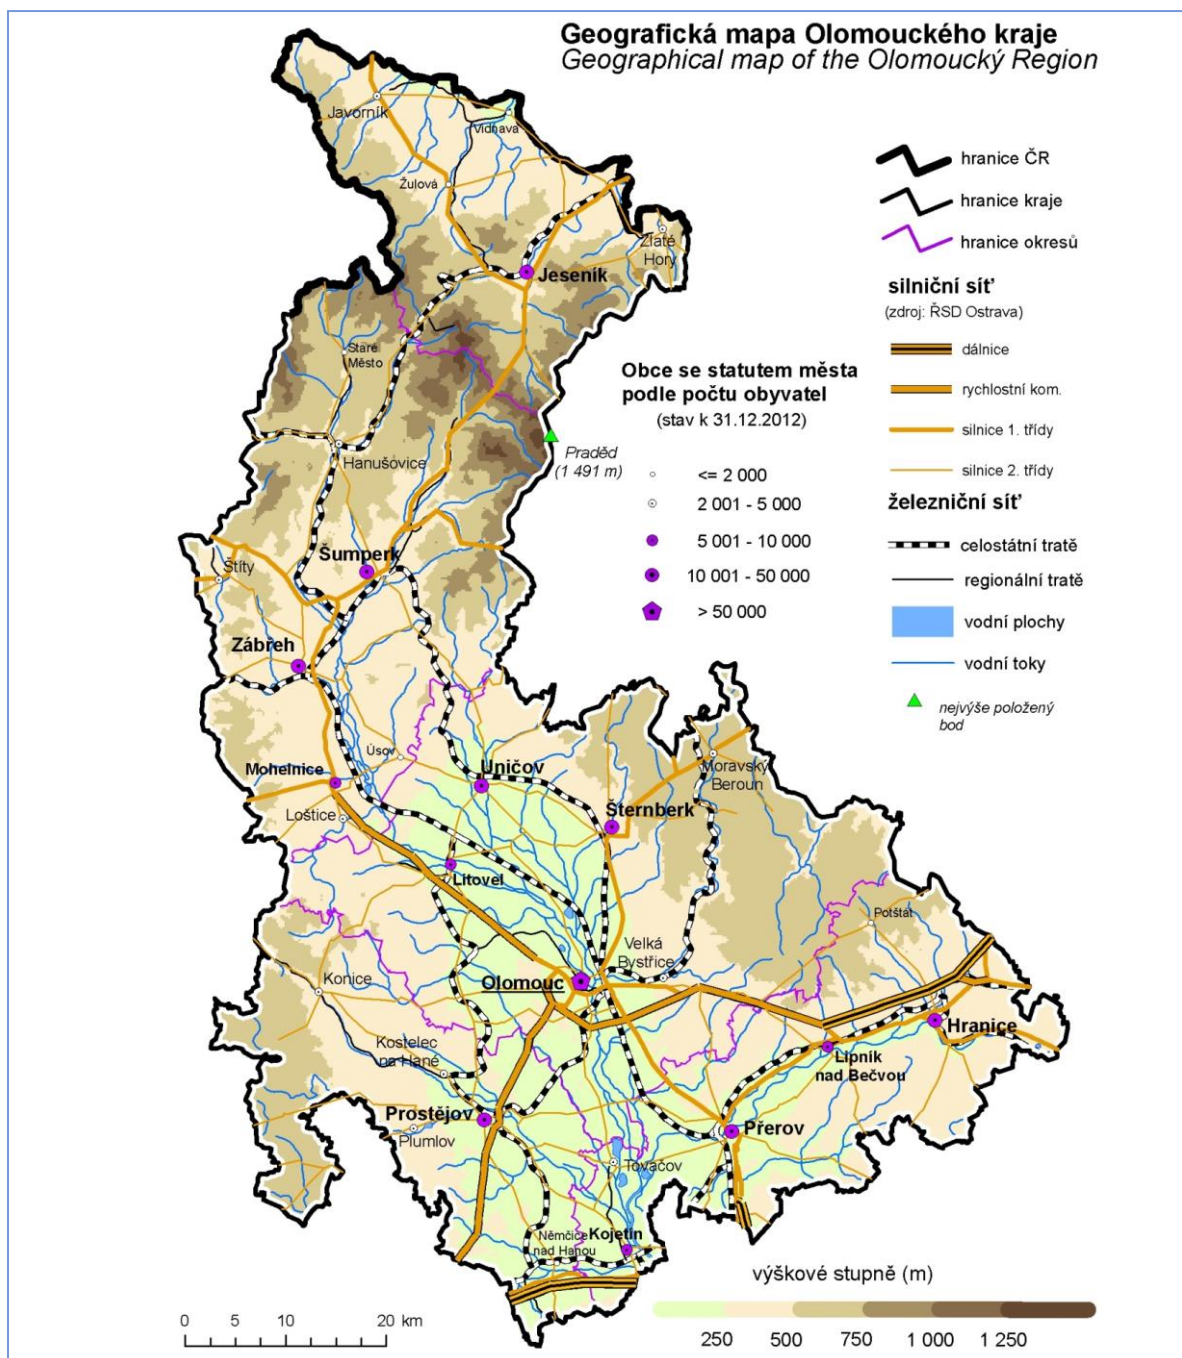 Geografická mapa Olomouckého kraje
Geographical map of the Olomoucký Region
hranice ČR
hranice kraje
hranice okresů
silniční síť
(zdroj: ŘSD Ostrava)
dálnice
rychlostní kom.
silnice 1. třídy
silnice 2. třídy
železniční síť
celostátní tratě
regionální tratě
vodní plochy
vodní toky
nejvýše položený
bod
Obce se statutem města
podle počtu obyvatel
(stav k 31.12.2012)
<= 2 000
2 001 - 5 000
5 001 - 10 000
10 001 - 50 000
> 50 000
Javorník
Vidnava
Žulová
Zlaté
Hory
Jeseník
Staré
Město
Hanušovice
Praděd
(1 491 m)
Šumperk
Štíty
Zábřeh
Úsov
Mohelnice
Uničov
Moravský
Beroun
Loštice
Šternberk
Litovel
Potštát
Velká
Bystřice
Konice
Olomouc
Hranice
Kostelec
na Hané
Lipník
nad Bečvou
Prostějov
Plumlov
Přerov
Tovačov
Němčice
nad Hanou
Kojetín
výškové stupně (m)
250 500 750 1 000 1 250
0 5 10 20 km